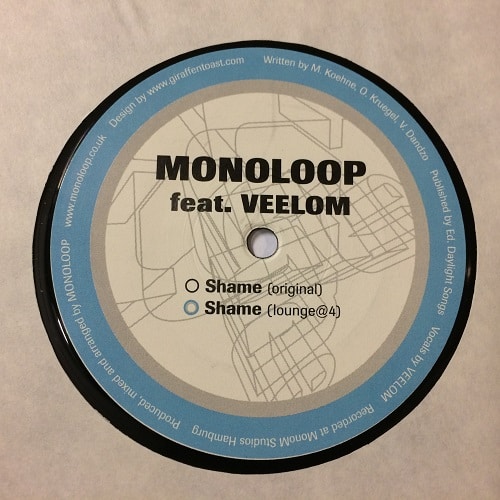 MONOLOOP
feat. VEELOM
Shame (original)
Shame (lounge@4)
Produced, mixed and arranged by MONOLOOP www.monoloop.co.uk Design by www.giraffentoast.com Written by M. Koehne, O. Kruegel, V. Dandzo Published by Ed. Daylight Songs Vocals by VEELOM Recorded at MonoM Studios Hamburg